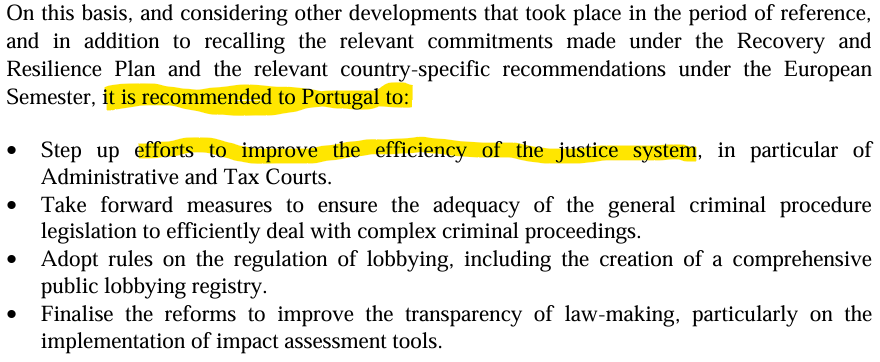 On this basis, and considering other developments that took place in the period of reference,
and in addition to recalling the relevant commitments made under the Recovery and
Resilience Plan and the relevant country-specific recommendations under the European
Semester, it is recommended to Portugal to:
• Step up efforts to improve the efficiency of the justice system, in particular of
Administrative and Tax Courts.
• Take forward measures to ensure the adequacy of the general criminal procedure
legislation to efficiently deal with complex criminal proceedings.
• Adopt rules on the regulation of lobbying, including the creation of a comprehensive
public lobbying registry.
• Finalise the reforms to improve the transparency of law-making, particularly on the
implementation of impact assessment tools.